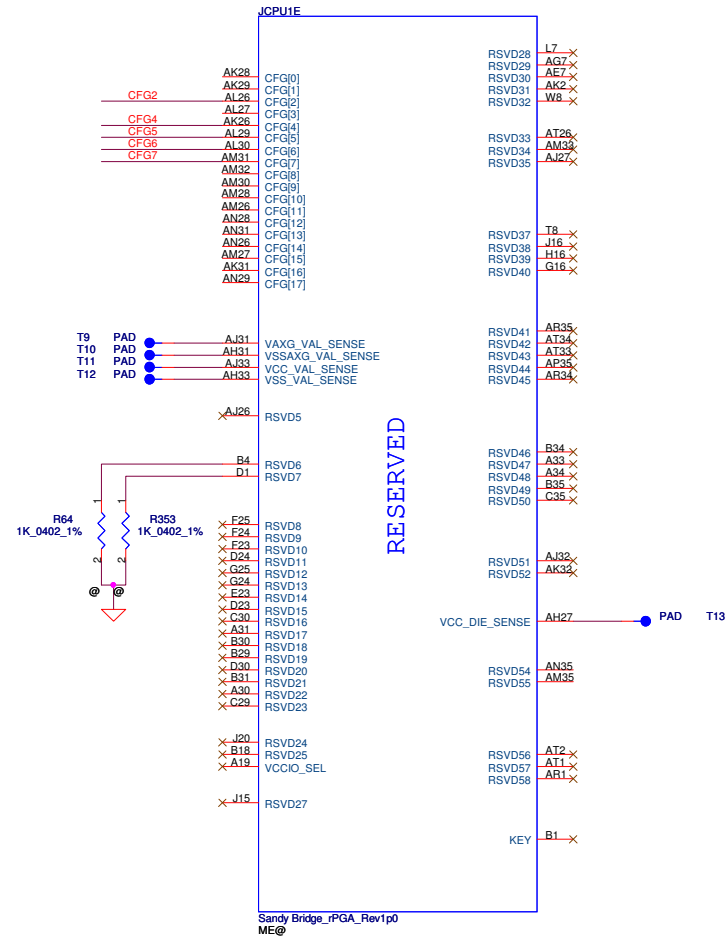 JCPU1E
AK28 CFG[0]
AK29 CFG[1]
CFG2 AL26 CFG[2]
AL27 CFG[3]
CFG4 AK26 CFG[4]
CFG5 AL29 CFG[5]
CFG6 AL30 CFG[6]
CFG7 AM31 CFG[7]
AM32 CFG[8]
AM30 CFG[9]
AM28 CFG[10]
AM26 CFG[11]
AN28 CFG[12]
AN31 CFG[13]
AN26 CFG[14]
AM27 CFG[15]
AK31 CFG[16]
AN29 CFG[17]
T9 PAD AJ31 VAXG_VAL_SENSE
T10 PAD AH31 VSSAXG_VAL_SENSE
T11 PAD AJ33 VCC_VAL_SENSE
T12 PAD AH33 VSS_VAL_SENSE
AJ26 RSVD5
B4 RSVD6
D1 RSVD7
1 1
R64 R353
1K_0402_1% 1K_0402_1%
2 2
@ @
F25 RSVD8
F24 RSVD9
F23 RSVD10
D24 RSVD11
G25 RSVD12
G24 RSVD13
E23 RSVD14
D23 RSVD15
C30 RSVD16
A31 RSVD17
B30 RSVD18
B29 RSVD19
D30 RSVD20
B31 RSVD21
A30 RSVD22
C29 RSVD23
J20 RSVD24
B18 RSVD25
A19 VCCIO_SEL
J15 RSVD27
RESERVED
RSVD28 L7
RSVD29 AG7
RSVD30 AE7
RSVD31 AK2
RSVD32 W8
RSVD33 AT26
RSVD34 AM33
RSVD35 AJ27
RSVD37 T8
RSVD38 J16
RSVD39 H16
RSVD40 G16
RSVD41 AR35
RSVD42 AT34
RSVD43 AT33
RSVD44 AP35
RSVD45 AR34
RSVD46 B34
RSVD47 A33
RSVD48 A34
RSVD49 B35
RSVD50 C35
RSVD51 AJ32
RSVD52 AK32
VCC_DIE_SENSE AH27 PAD T13
RSVD54 AN35
RSVD55 AM35
RSVD56 AT2
RSVD57 AT1
RSVD58 AR1
KEY B1
Sandy Bridge_rPGA_Rev1p0
ME@